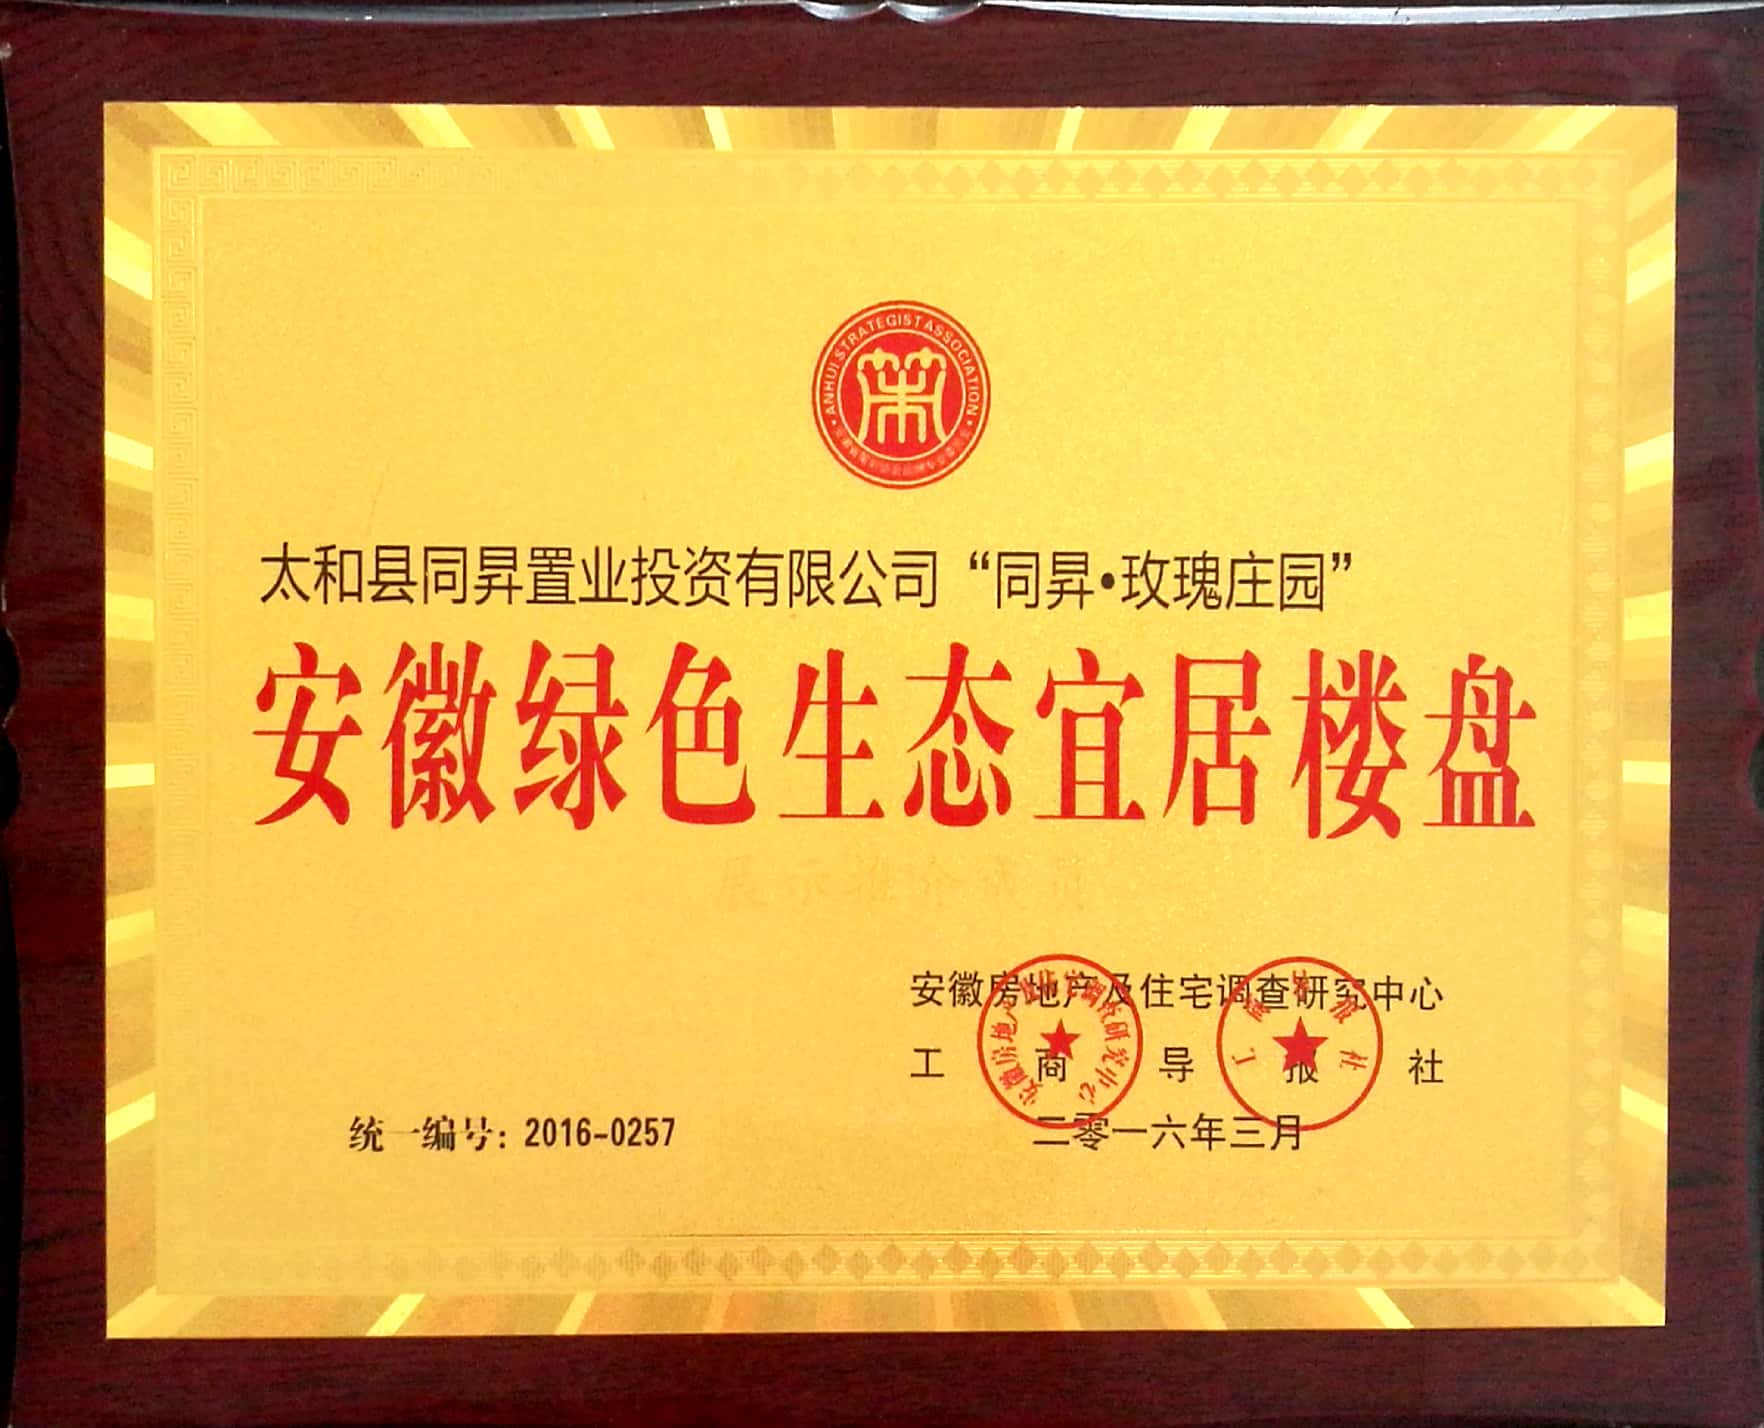 ANHUI STRATEGIST ASSOCIATION
策
太和县同昇置业投资有限公司“同昇·玫瑰庄园”
安徽绿色生态宜居楼盘
安徽房地产及住宅调查研究中心
工商导报社
二零一六年三月
统一编号：2016-0257